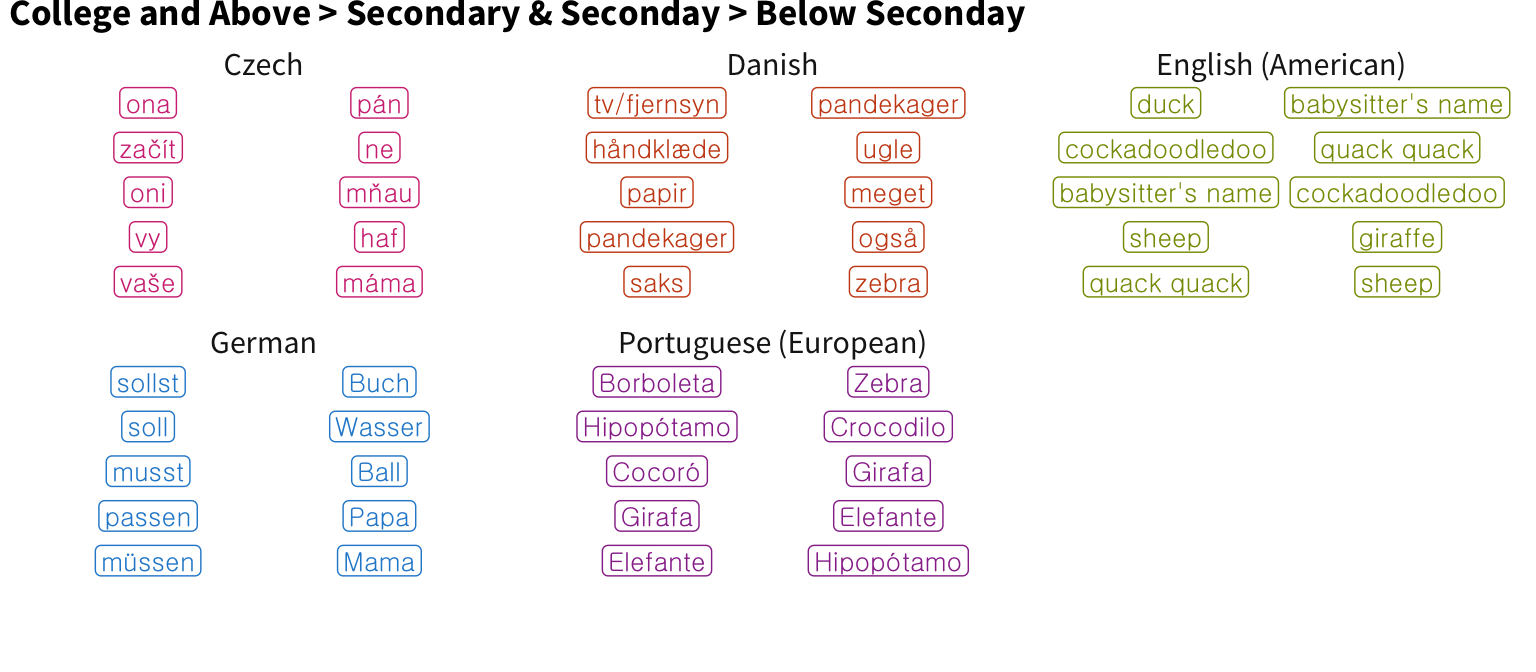 College and Above > Secondary & Seconday > Below Seconday
Czech Danish English (American)
ona pán tv/fjernsyn pandekager duck babysitter's name
začít ne håndklæde ugle cockadoodledoo quack quack
oni mňau papir meget babysitter's name cockadoodledoo
vy haf pandekager også sheep giraffe
vaše máma saks zebra quack quack sheep
German Portuguese (European)
sollst Buch Borboleta Zebra
soll Wasser Hipopótamo Crocodilo
musst Ball Cocoró Girafa
passen Papa Girafa Elefante
müssen Mama Elefante Hipopótamo